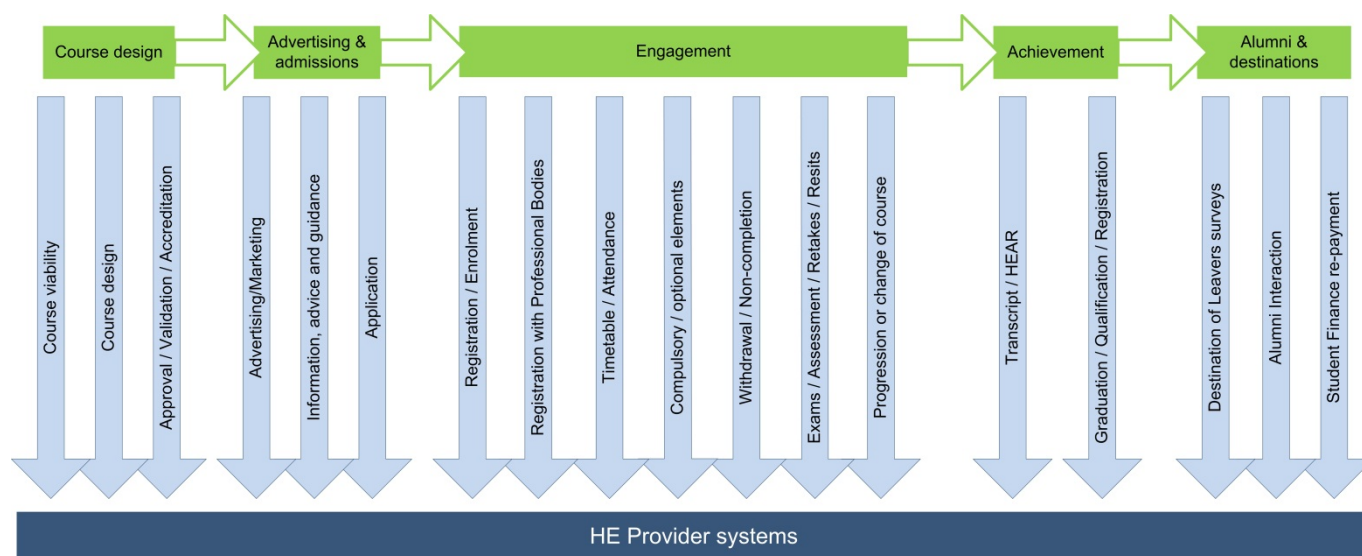 Course design
Advertising &
admissions
Engagement
Achievement
Alumni &
destinations
Course viability
Course design
Approval / Validation / Accreditation
Advertising/Marketing
Information, advice and guidance
Application
Registration / Enrolment
Registration with Professional Bodies
Timetable / Attendance
Compulsory / optional elements
Withdrawal / Non-completion
Exams / Assessment / Retakes / Resits
Progression or change of course
Transcript / HEAR
Graduation / Qualification / Registration
Destination of Leavers surveys
Alumni Interaction
Student Finance re-payment
HE Provider systems